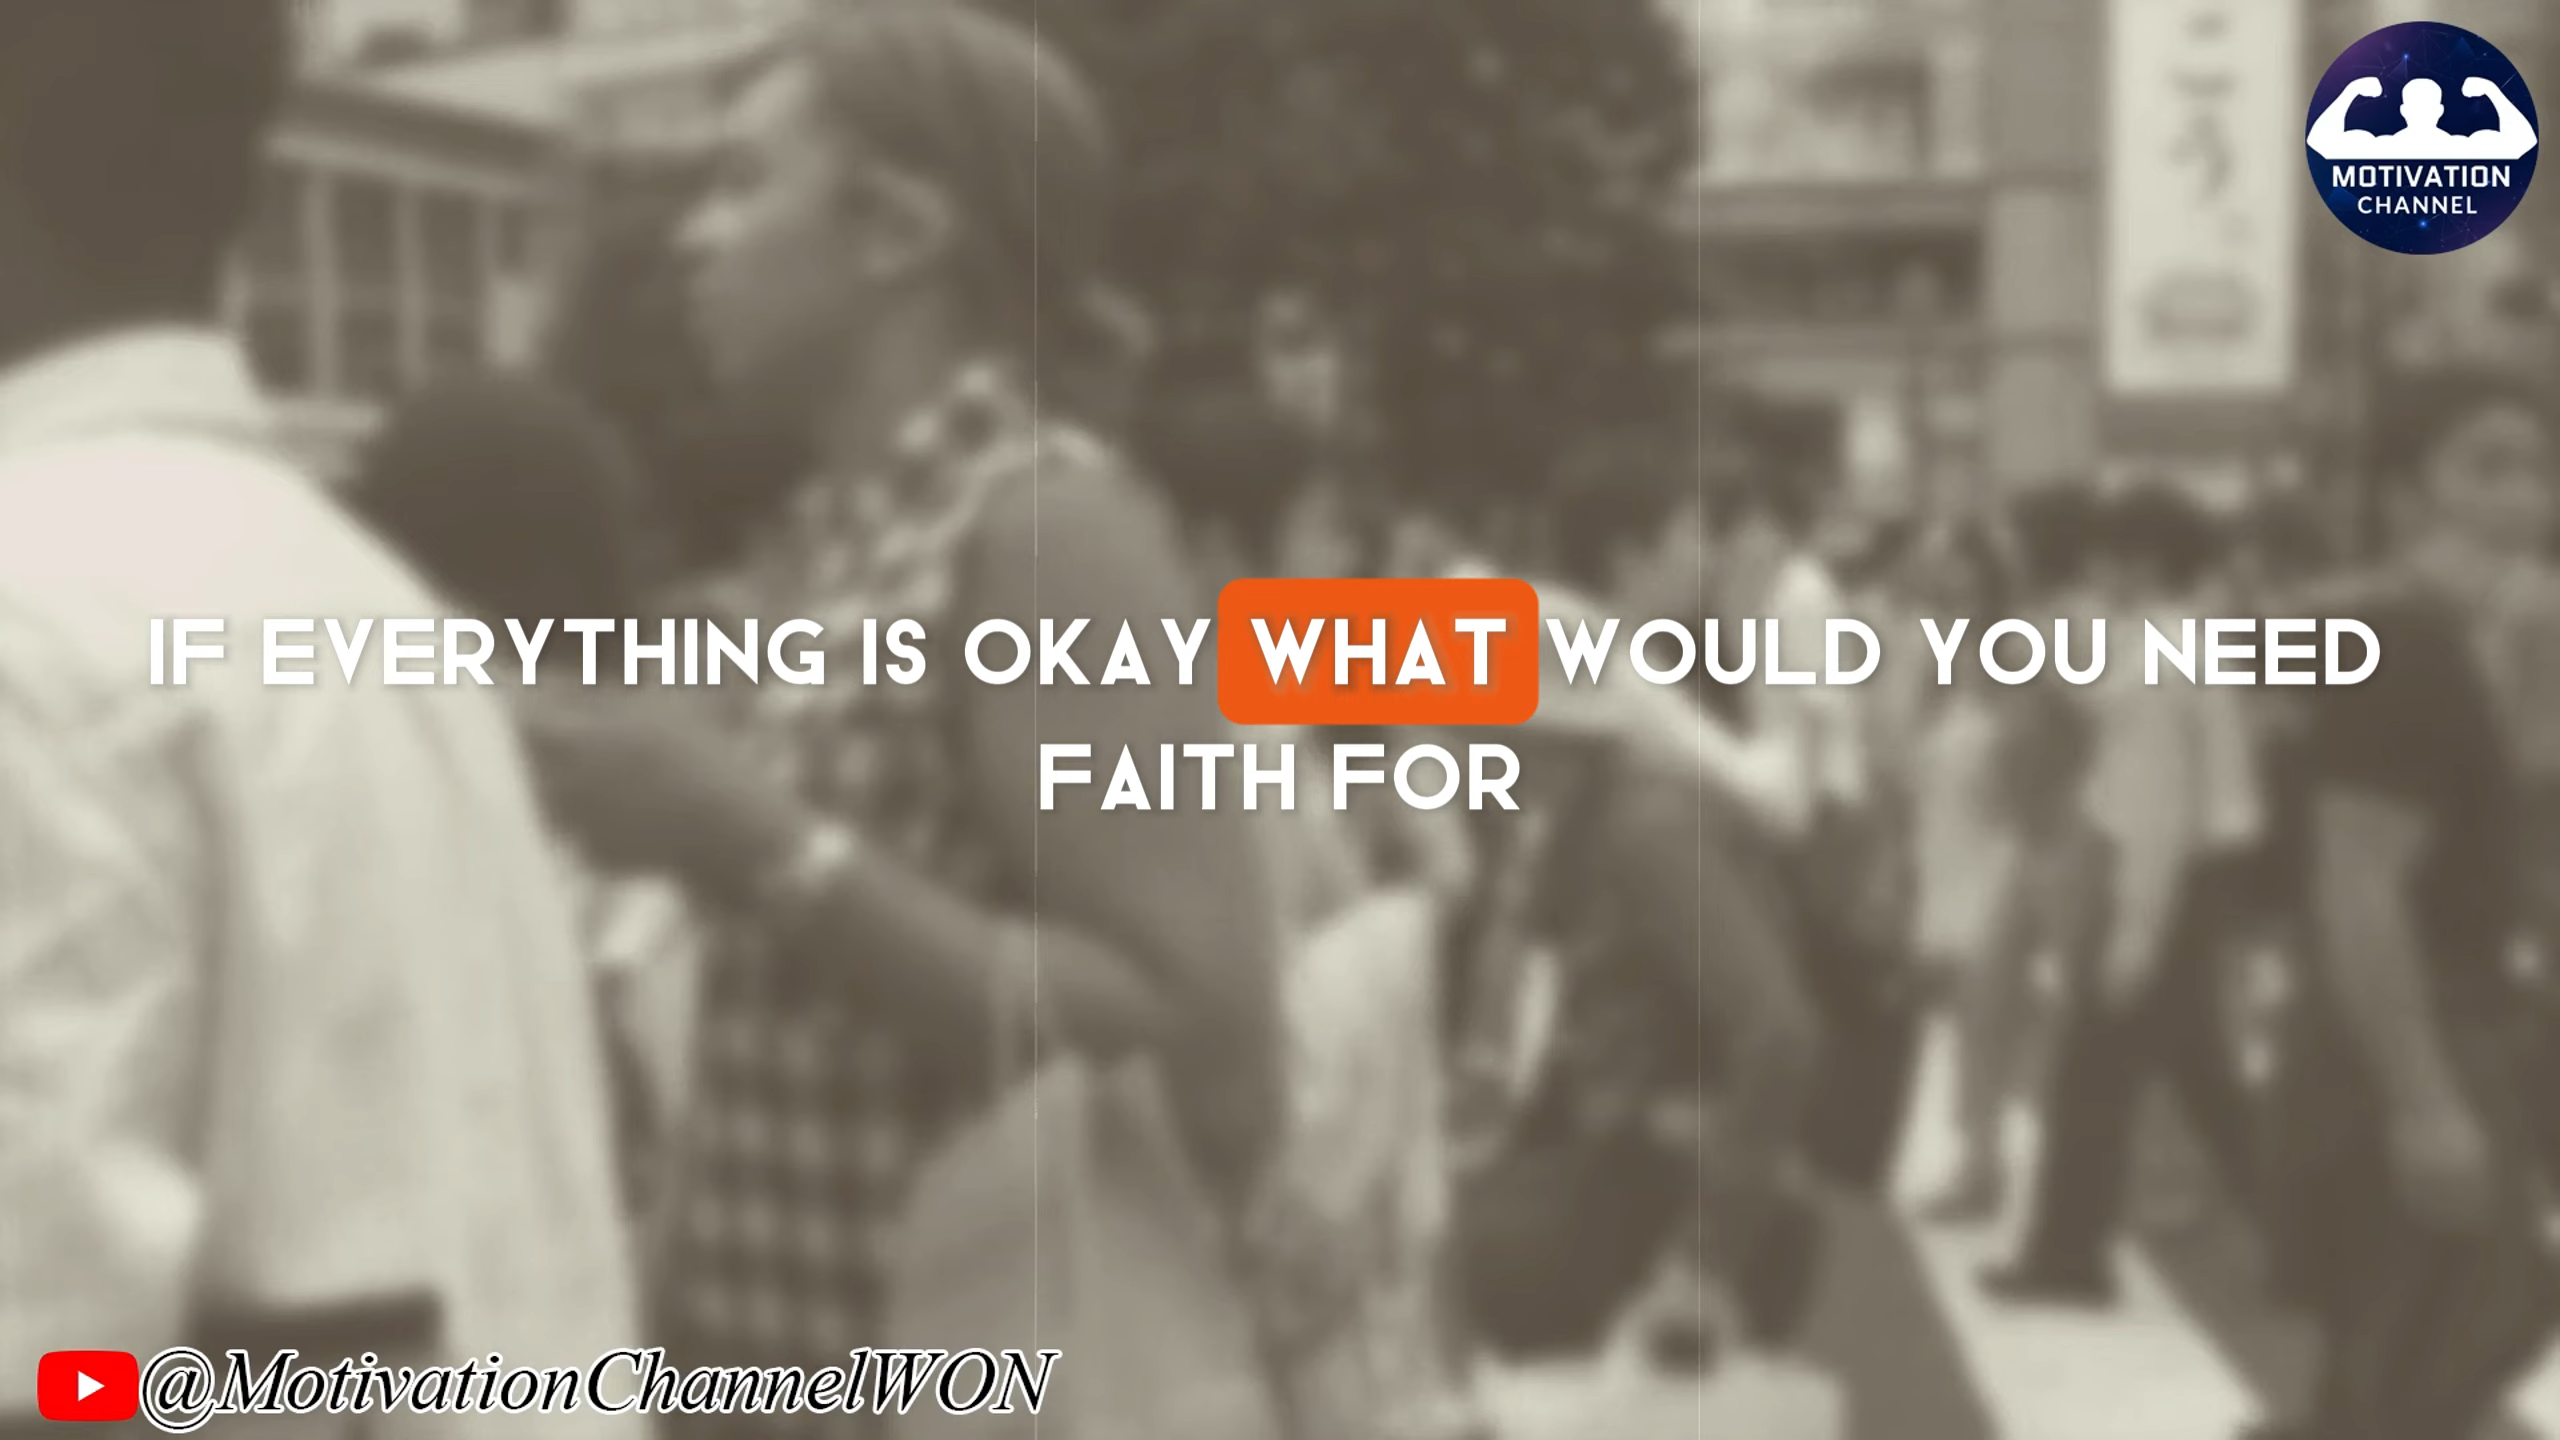 MOTIVATION
CHANNEL
IF EVERYTHING IS OKAY WHAT WOULD YOU NEED
FAITH FOR
@MotivationChannelWON